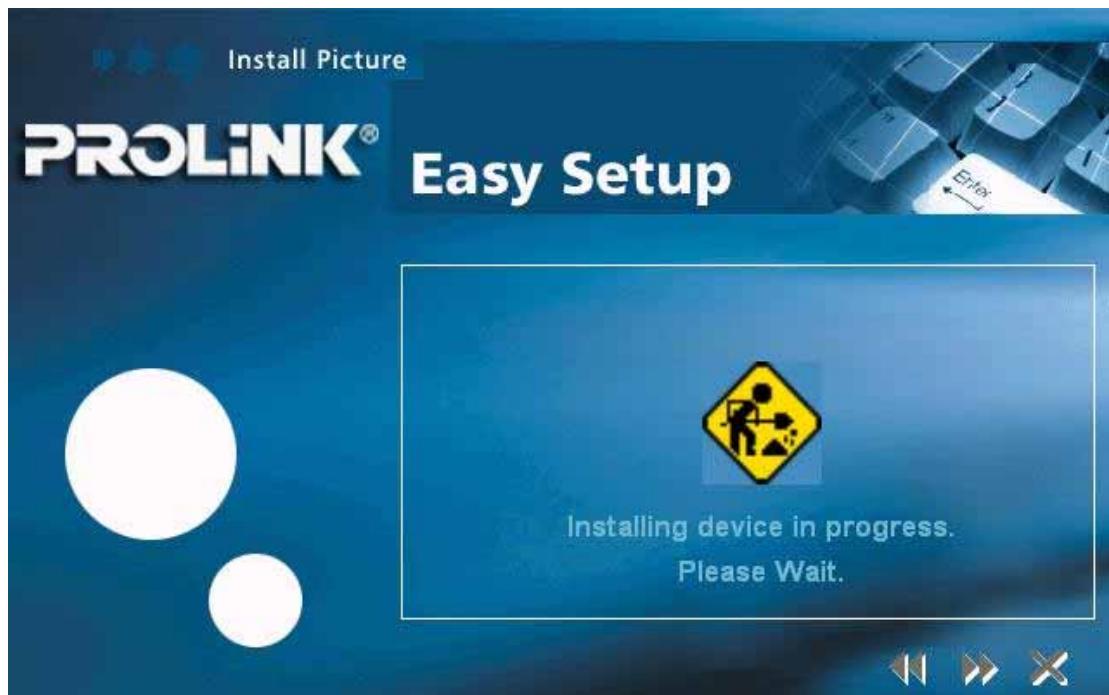 Install Picture
PROLiNK®
Easy Setup
Enter
Installing device in progress.
Please Wait.